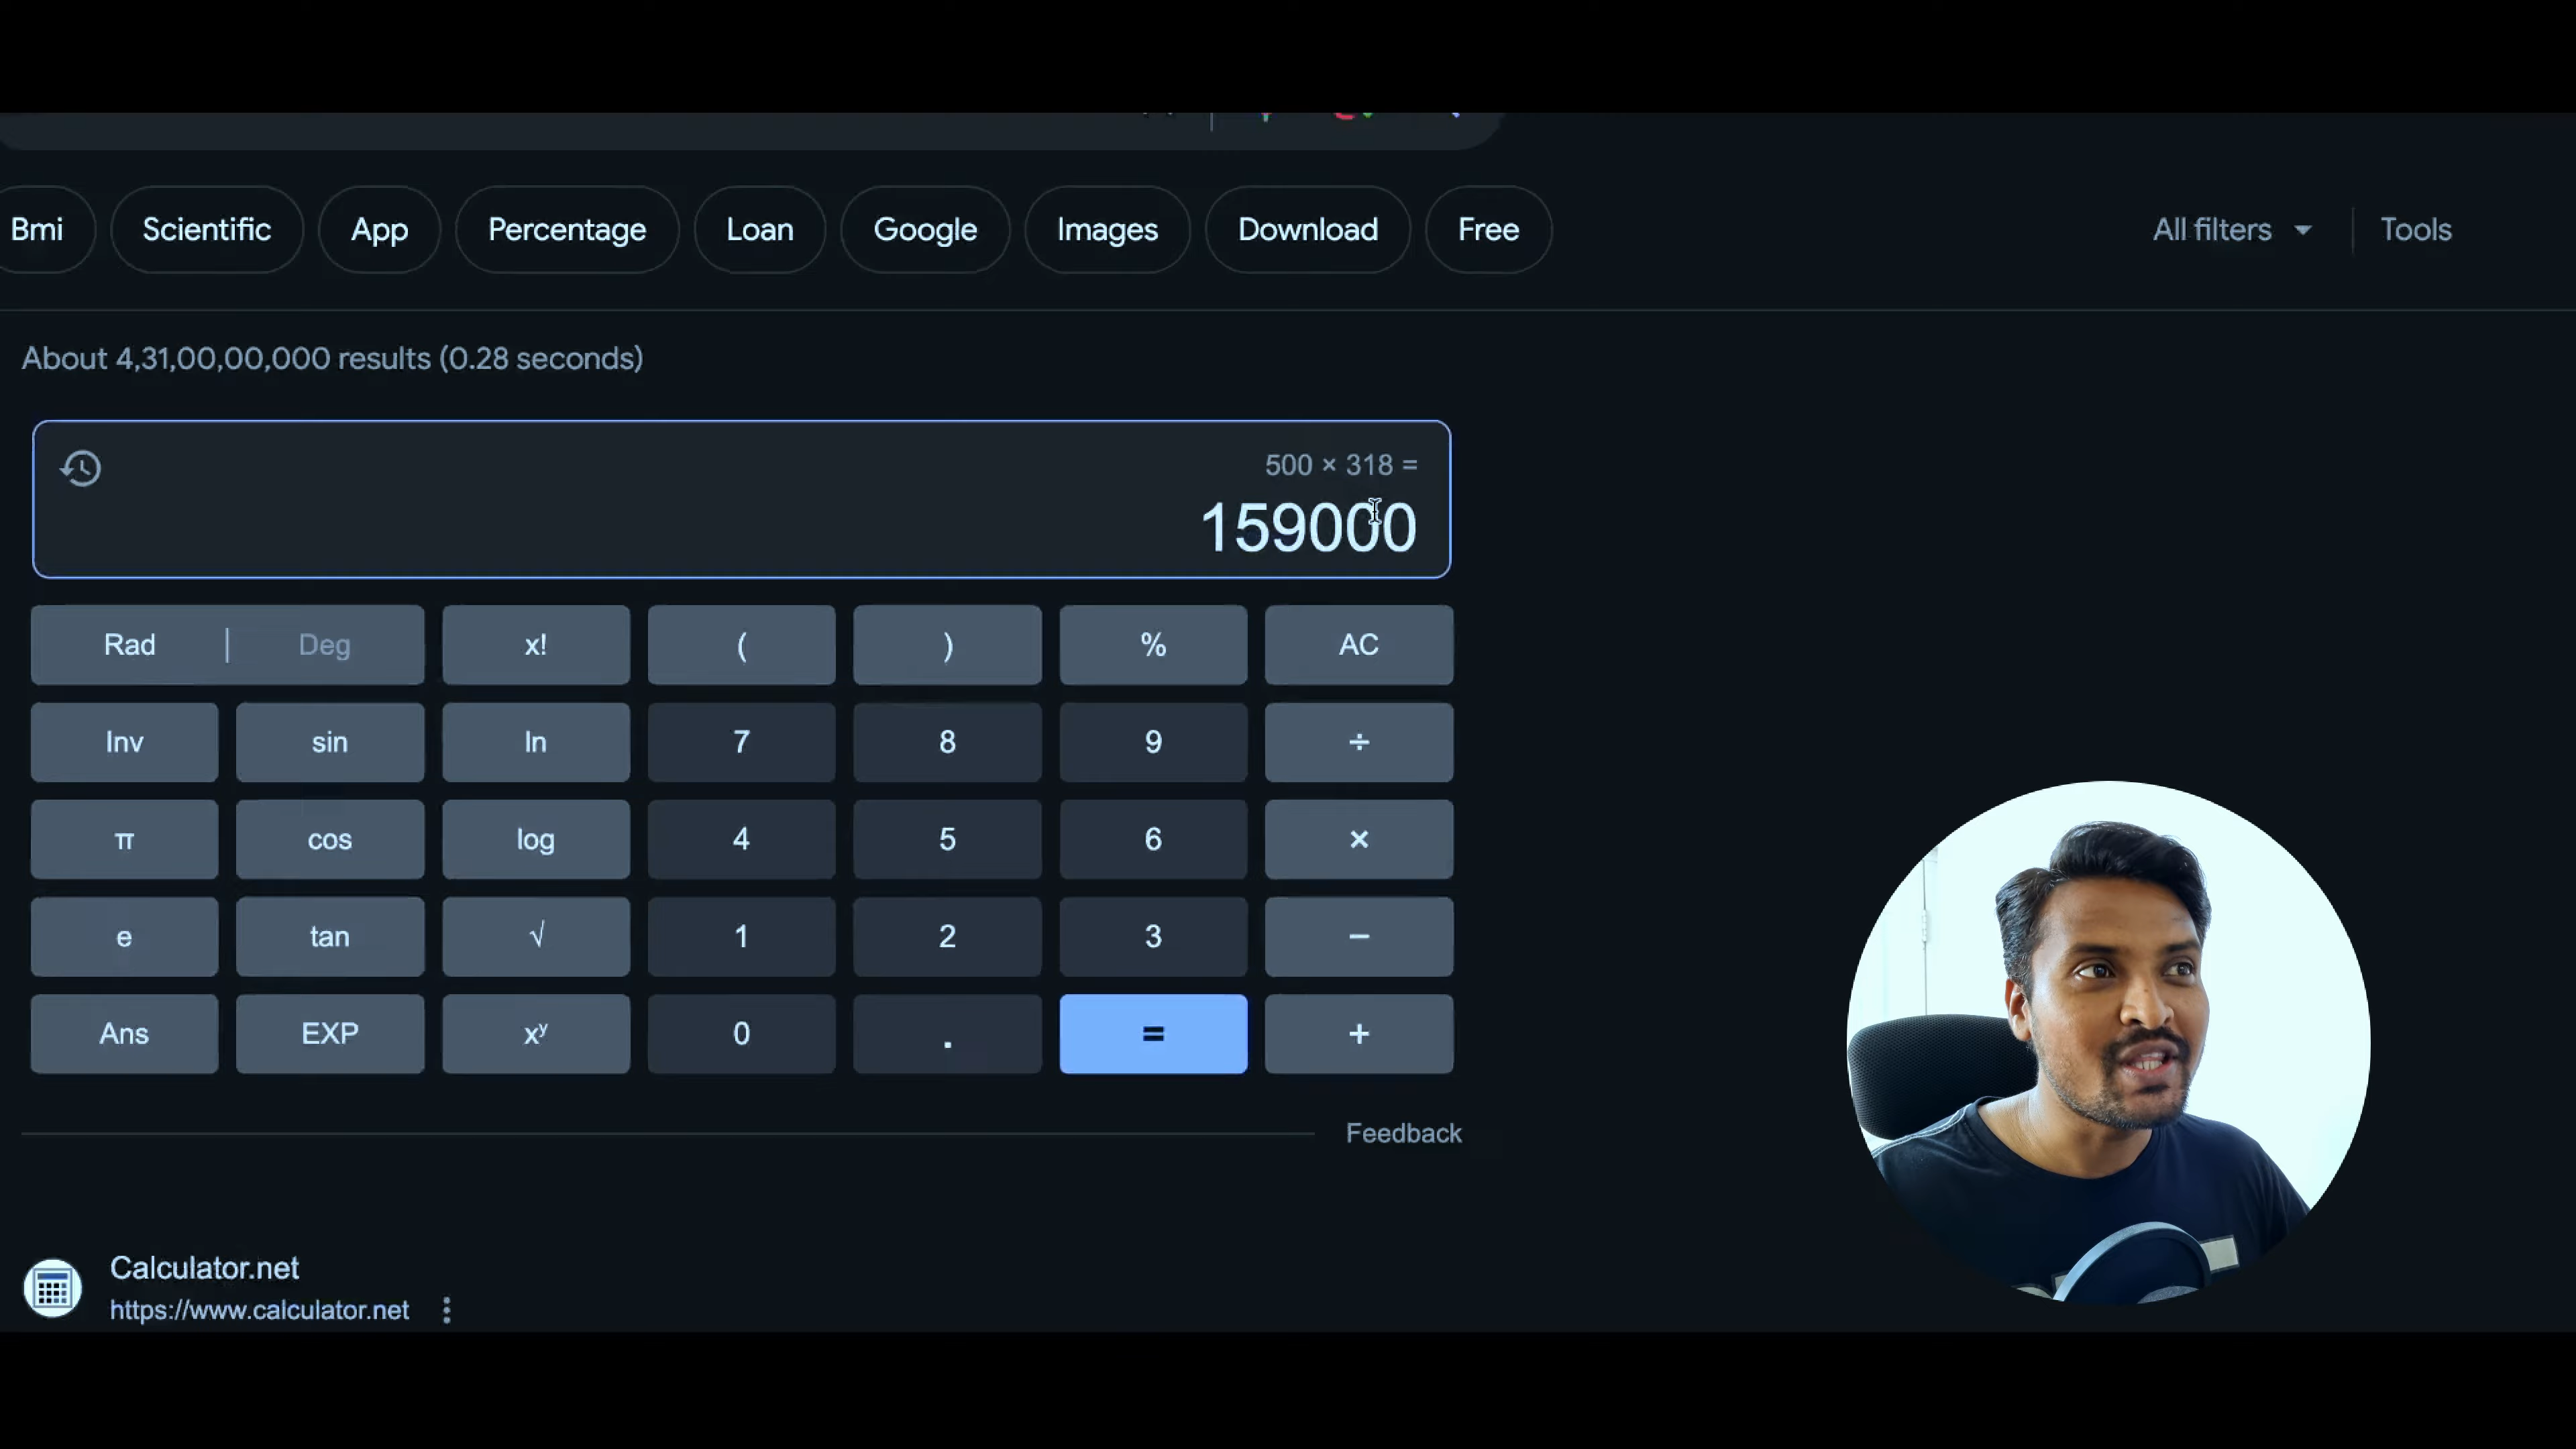 Bmi Scientific App Percentage Loan Google Images Download Free All filters Tools
About 4,31,00,00,000 results (0.28 seconds)
500 × 318 =
159000
Rad | Deg x! ( ) % AC
Inv sin ln 7 8 9 ÷
π cos log 4 5 6 ×
e tan √ 1 2 3 −
Ans EXP xʸ 0 . = +
Feedback
Calculator.net
https://www.calculator.net